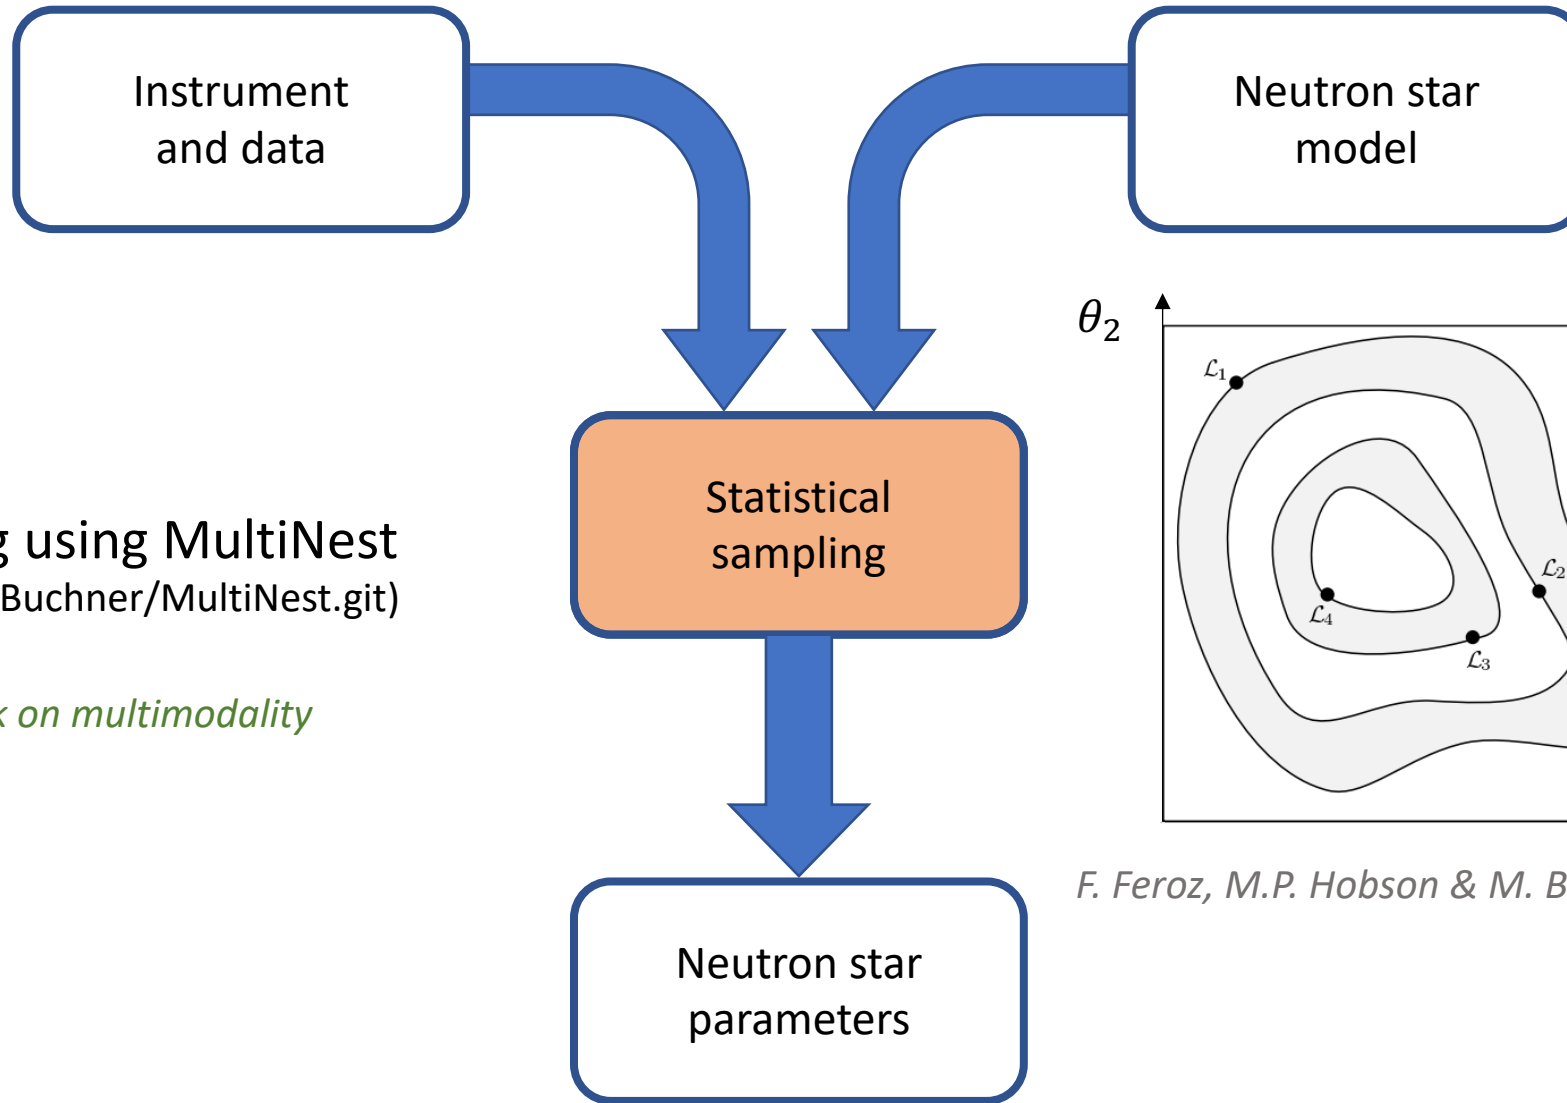 Instrument
and data
Neutron star
model
θ₂
ℒ₁
ℒ₂
ℒ₃
ℒ₄
Statistical
sampling
using MultiNest
Buchner/MultiNest.git)
on multimodality
F. Feroz, M.P. Hobson & M. B
Neutron star
parameters